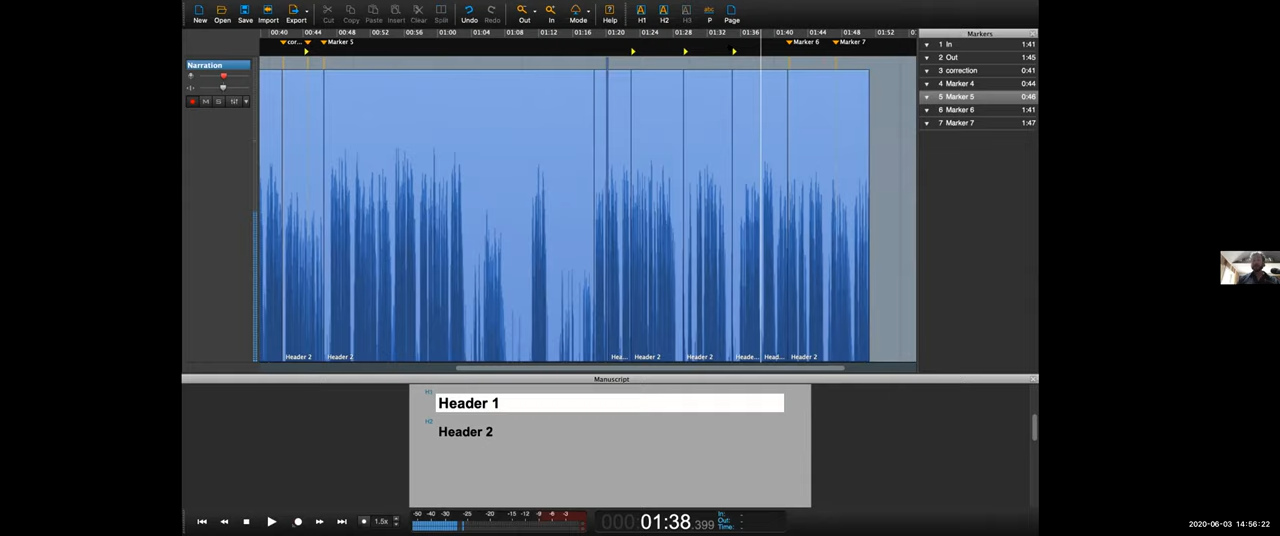 New Open Save Import Export Cut Copy Paste Insert Clear Split Undo Redo Out In Mode Help H1 H2 H3 P Page
abc
00:40 00:44 00:48 00:52 00:56 01:00 01:04 01:08 01:12 01:16 01:20 01:24 01:28 01:32 01:36 01:40 01:44 01:48 01:52
cor... Marker 5 Marker 6 Marker 7
Narration
M S
Header 2 Header 2 Hea... Header 2 Header 2 Heade... Head... Header 2
Markers
1 In 1:41
2 Out 1:45
3 correction 0:41
4 Marker 4 0:44
5 Marker 5 0:46
6 Marker 6 1:41
7 Marker 7 1:47
Manuscript
H1
Header 1
H2
Header 2
1.5x
-50 -40 -30 -25 -20 -15 -12 -9 -6 -3
000:01:38.399
In: -
Out: -
Time: -
2020-06-03 14:56:22